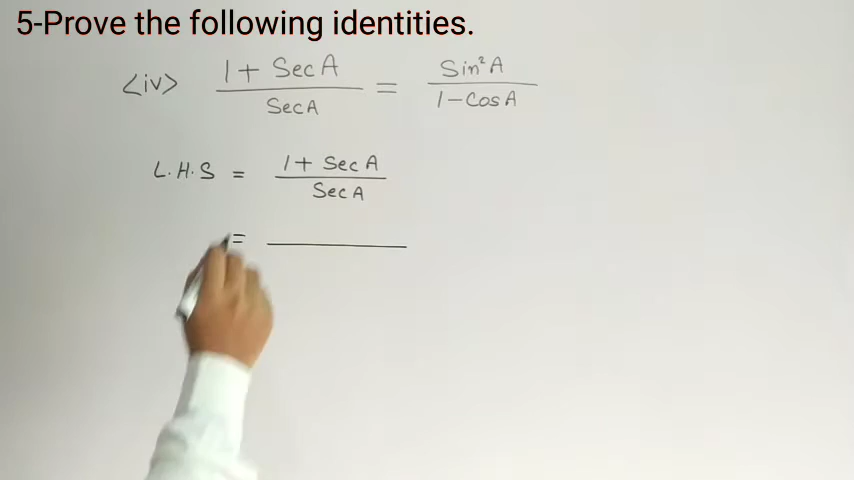 5-Prove the following identities.
<iv> 1 + Sec A / Sec A = Sin²A / 1 - Cos A
L.H.S = 1 + Sec A / Sec A
=